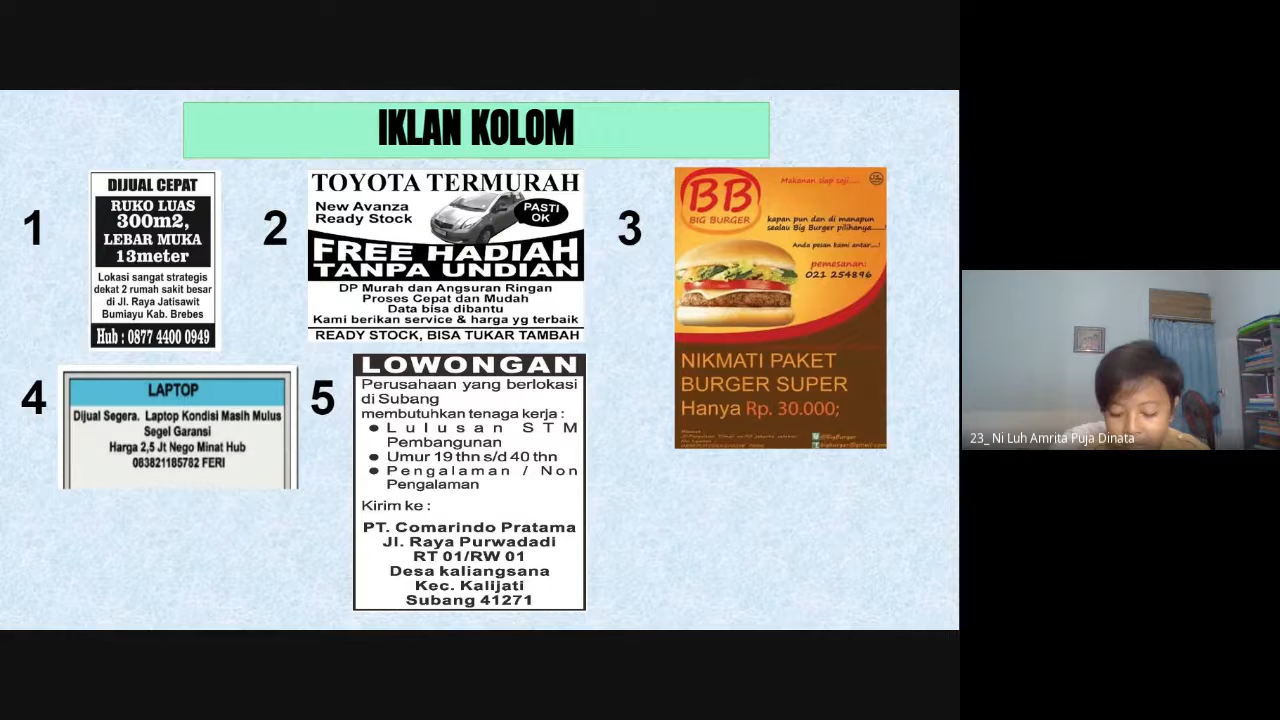 IKLAN KOLOM
1
DIJUAL CEPAT
RUKO LUAS
300m2,
LEBAR MUKA
13meter
Lokasi sangat strategis
dekat 2 rumah sakit besar
di Jl. Raya Jatisawit
Bumiayu Kab. Brebes
Hub : 0877 4400 0949
2
TOYOTA TERMURAH
New Avanza
Ready Stock
PASTI
OK
FREE HADIAH
TANPA UNDIAN
DP Murah dan Angsuran Ringan
Proses Cepat dan Mudah
Data bisa dibantu
Kami berikan service & harga yg terbaik
READY STOCK, BISA TUKAR TAMBAH
3
BB
BIG BURGER
Makanan siap saji.....
kapan pun dan di manapun
sealau Big Burger pilihanya......!
Anda pesan kami antar....!
pemesanan:
021 254896
NIKMATI PAKET
BURGER SUPER
Hanya Rp. 30.000;
@BigBurger
bigburger@gmail.com
4
LAPTOP
Dijual Segera. Laptop Kondisi Masih Mulus
Segel Garansi
Harga 2,5 Jt Nego Minat Hub
083821185782 FERI
5
LOWONGAN
Perusahaan yang berlokasi
di Subang
membutuhkan tenaga kerja :
● Lulusan STM
Pembangunan
● Umur 19 thn s/d 40 thn
● Pengalaman / Non
Pengalaman
Kirim ke :
PT. Comarindo Pratama
Jl. Raya Purwadadi
RT 01/RW 01
Desa kaliangsana
Kec. Kalijati
Subang 41271
23_ Ni Luh Amrita Puja Dinata